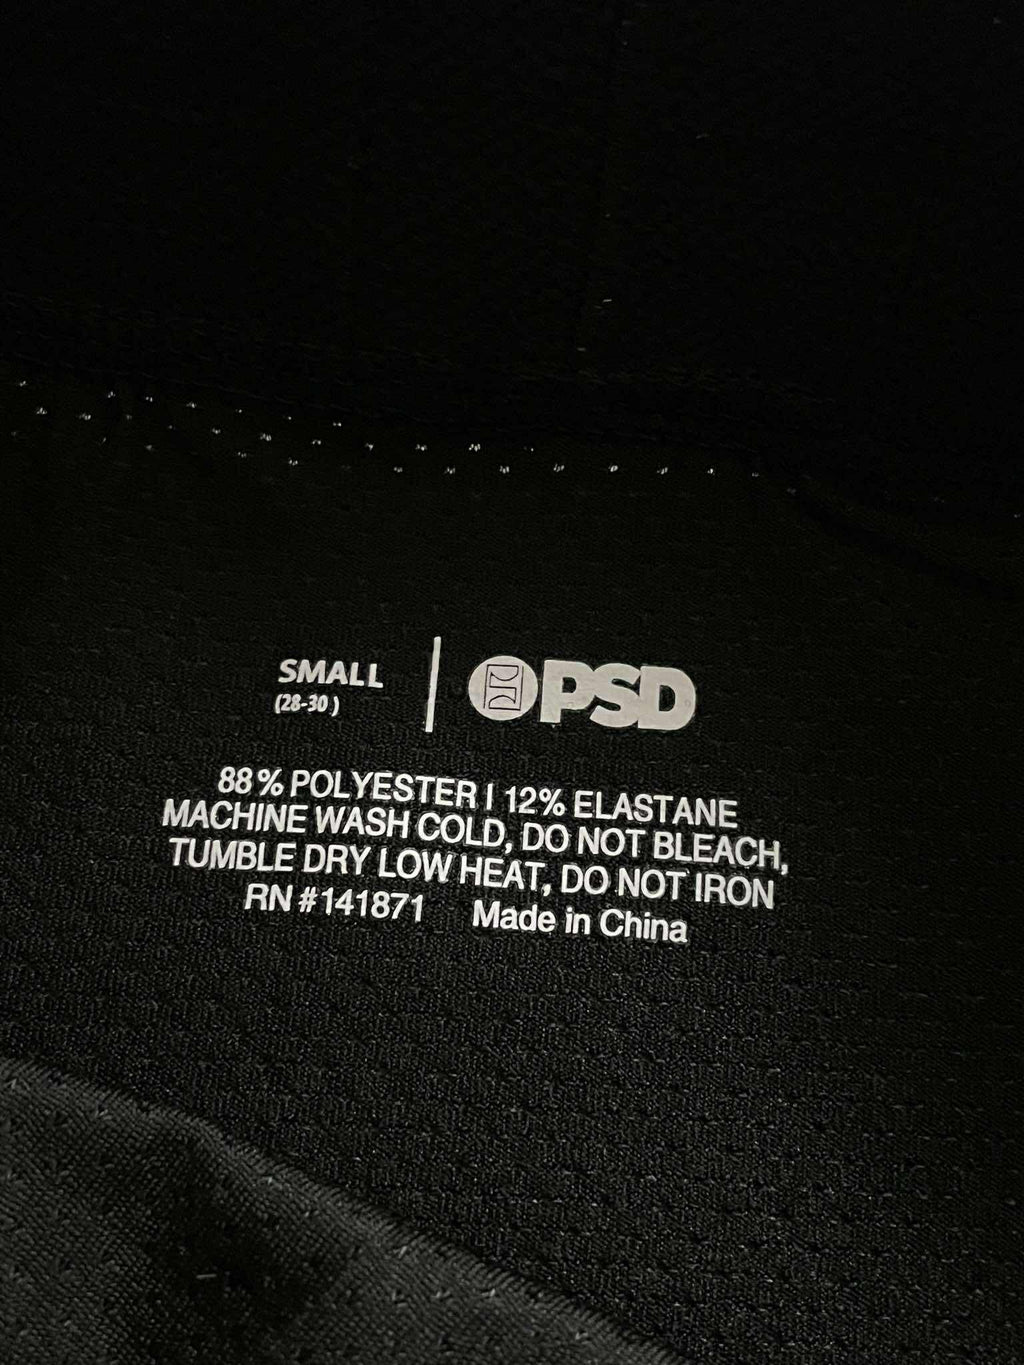 SMALL
(28-30)
PSD
88% POLYESTER | 12% ELASTANE
MACHINE WASH COLD, DO NOT BLEACH,
TUMBLE DRY LOW HEAT, DO NOT IRON
RN #141871 Made in China